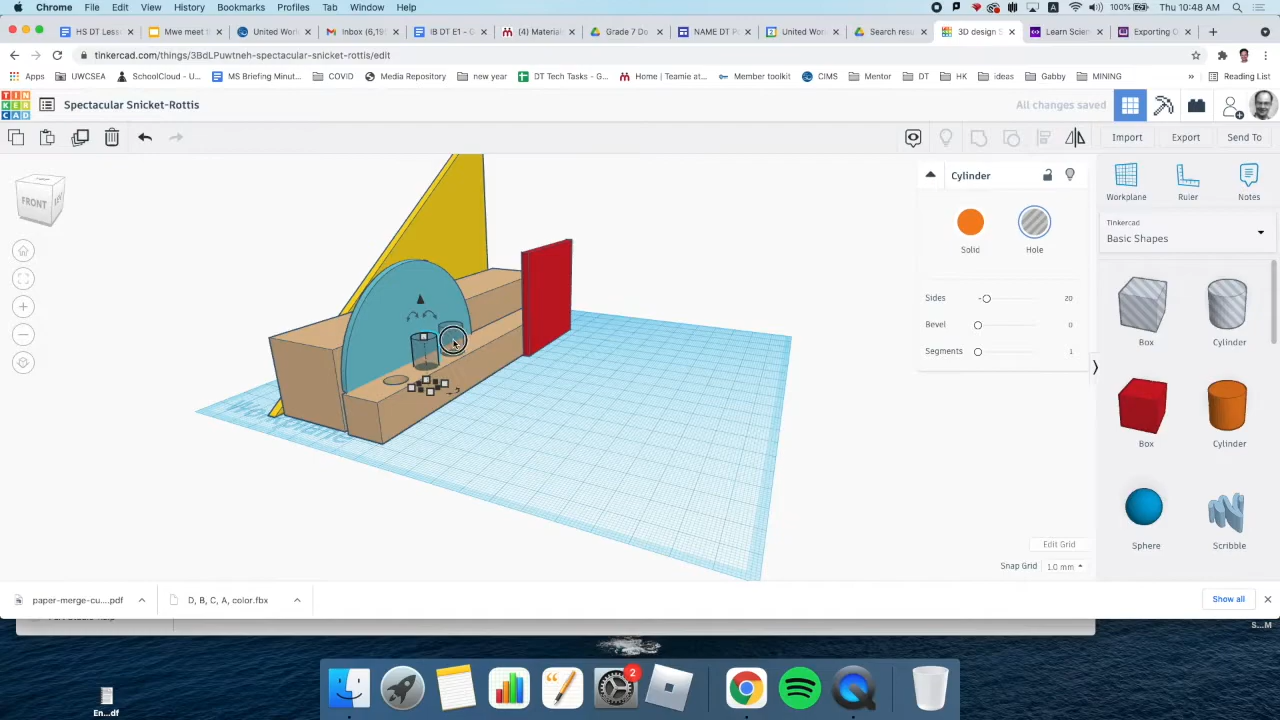 Chrome File Edit View History Bookmarks Profiles Tab Window Help 100% Thu 10:48 AM
HS DT Less Mwe meet United Wor Inbox (6,19 IB DT E1 – G (4) Material Grade 7 Do NAME DT P United Wor Search resu 3D design S Learn Scien Exporting O
tinkercad.com/things/3BdLPuwtneh-spectacular-snicket-rottis/edit
Apps UWCSEA SchoolCloud - U... MS Briefing Minut... COVID Media Repository new year DT Tech Tasks - G... Home | Teamie at... Member toolkit CIMS Mentor DT HK ideas Gabby MINING » Reading List
TIN
KER
CAD
Spectacular Snicket-Rottis
All changes saved
Import Export Send To
FRONT
Cylinder
Solid Hole
Sides 20
Bevel 0
Segments 1
Workplane
Workplane Ruler Notes
Tinkercad
Basic Shapes
Box Cylinder
Box Cylinder
Sphere Scribble
Edit Grid
Snap Grid 1.0 mm
paper-merge-cu....pdf D, B, C, A, color.fbx Show all
S...M
2
En...df